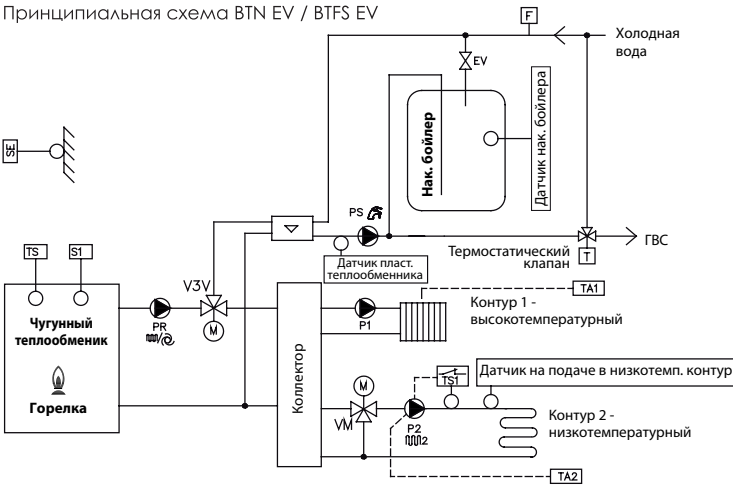 Принципиальная схема BTN EV / BTFS EV
F
Холодная
вода
EV
SE
Нак. бойлер
Датчик нак. бойлера
PS
ГВС
Термостатический
клапан
T
Датчик пласт.
теплообменника
TS
S1
V3V
TA1
Чугунный
теплообменик
PR
M
P1
Контур 1 -
высокотемпературный
Коллектор
Горелка
M
TS1
Датчик на подаче в низкотемп. контур
VM
P2
2
Контур 2 -
низкотемпературный
TA2